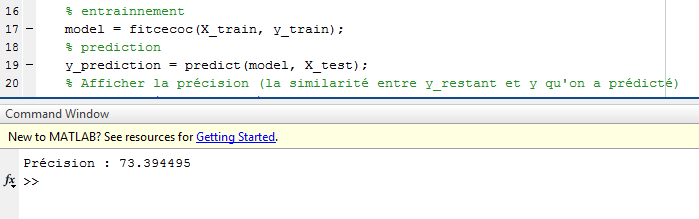 16 % entrainnement
17 − model = fitcecoc(X_train, y_train);
18 % prediction
19 − y_prediction = predict(model, X_test);
20 % Afficher la précision (la similarité entre y_restant et y qu'on a prédicté)
Command Window
New to MATLAB? See resources for Getting Started.
Précision : 73.394495
fx >>